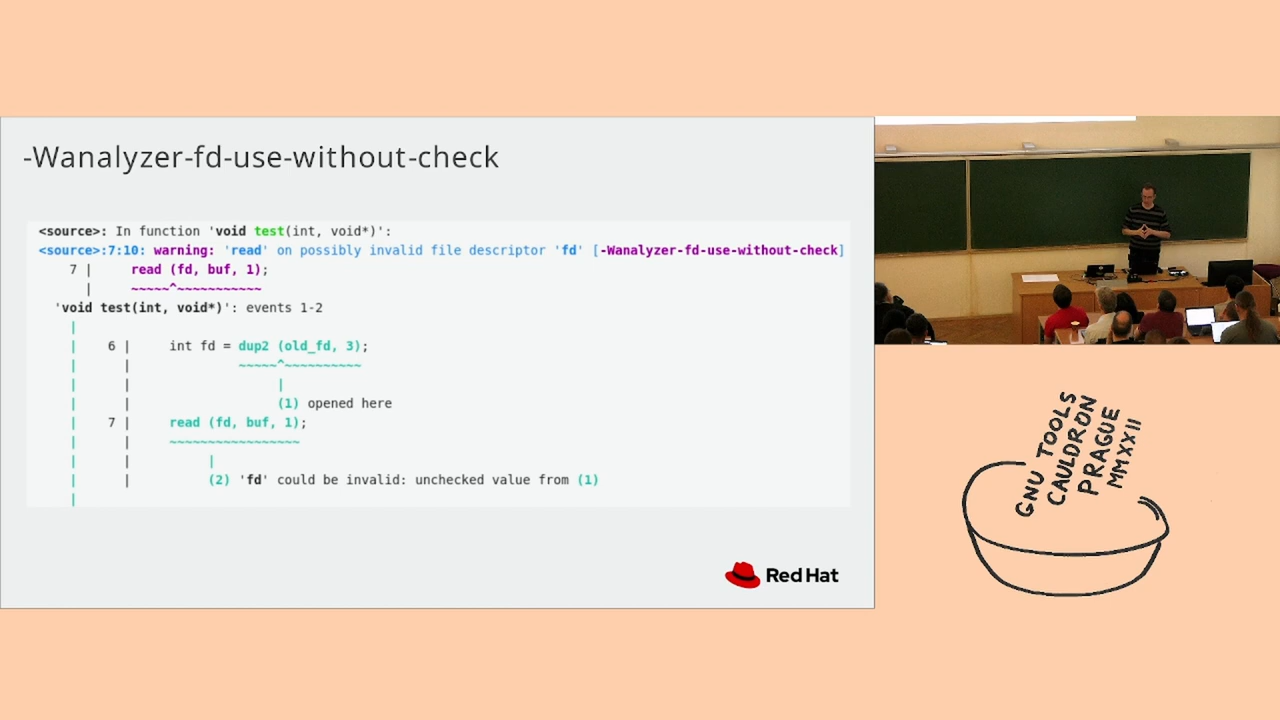 -Wanalyzer-fd-use-without-check
<source>: In function 'void test(int, void*)':
<source>:7:10: warning: 'read' on possibly invalid file descriptor 'fd' [-Wanalyzer-fd-use-without-check]
7 | read (fd, buf, 1);
| ~~~~~^~~~~~~~~~~~
'void test(int, void*)': events 1-2
|
| 6 | int fd = dup2 (old_fd, 3);
| | ~~~~~^~~~~~~~~~~
| | |
| | (1) opened here
| 7 | read (fd, buf, 1);
| | ~~~~~~~~~~~~~~~~~
| | |
| | (2) 'fd' could be invalid: unchecked value from (1)
|
Red Hat
GNU TOOLS
CAULDRON
PRAGUE
MMXXII